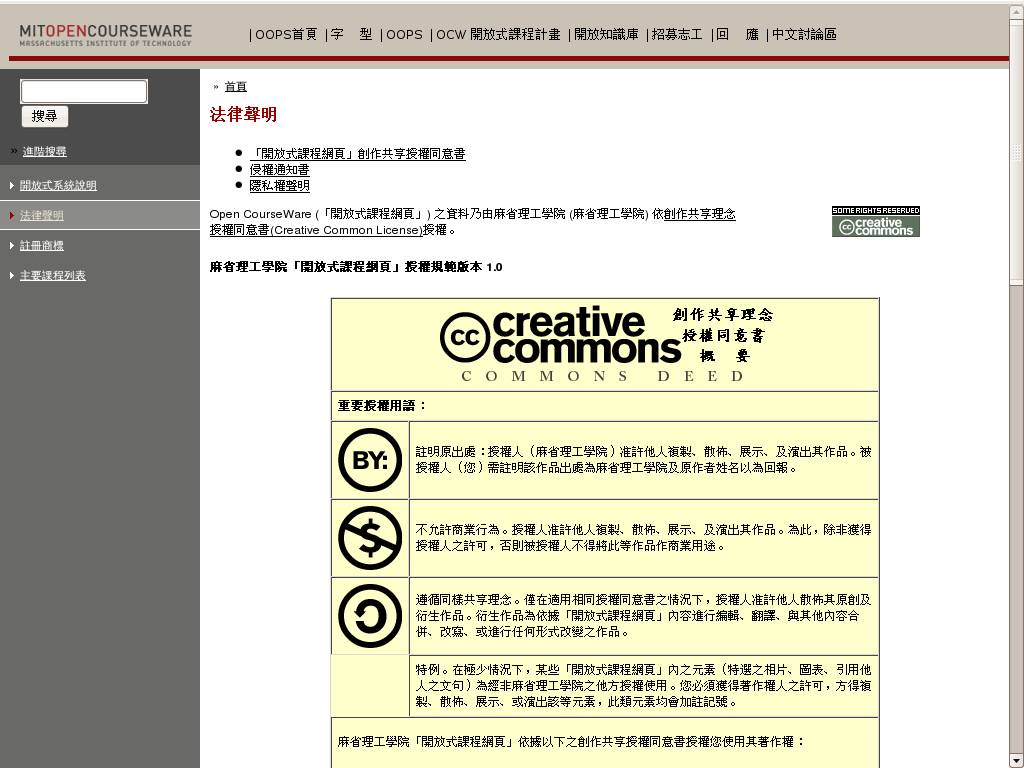 MITOPENCOURSEWARE
MASSACHUSETTS INSTITUTE OF TECHNOLOGY
| OOPS首頁 | 字 型 | OOPS | OCW 開放式課程計畫 | 開放知識庫 | 招募志工 | 回 應 | 中文討論區
搜尋
» 進階搜尋
開放式系統說明
法律聲明
註冊商標
主要課程列表
» 首頁
法律聲明
「開放式課程網頁」創作共享授權同意書
侵權通知書
隱私權聲明
Open CourseWare (「開放式課程網頁」) 之資料乃由麻省理工學院 (麻省理工學院) 依創作共享理念
授權同意書(Creative Common License)授權。
SOME RIGHTS RESERVED
cc creative
commons
麻省理工學院「開放式課程網頁」授權規範版本 1.0
cc creative
commons
創作共享理念
授權同意書
概 要
COMMONS DEED
重要授權用語：
BY:
註明原出處：授權人（麻省理工學院）准許他人複製、散佈、展示、及演出其作品。被
授權人（您）需註明該作品出處為麻省理工學院及原作者姓名以為回報。
$
不允許商業行為。授權人准許他人複製、散佈、展示、及演出其作品。為此，除非獲得
授權人之許可，否則被授權人不得將此等作品作商業用途。
遵循同樣共享理念。僅在適用相同授權同意書之情況下，授權人准許他人散佈其原創及
衍生作品。衍生作品為依據「開放式課程網頁」內容進行編輯、翻譯、與其他內容合
併、改寫、或進行任何形式改變之作品。
特例。在極少情況下，某些「開放式課程網頁」內之元素（特選之相片、圖表、引用他
人之文句）為經非麻省理工學院之他方授權使用。您必須獲得著作權人之許可，方得複
製、散佈、展示、或演出該等元素，此類元素均會加註記號。
麻省理工學院「開放式課程網頁」依據以下之創作共享授權同意書授權您使用其著作權：